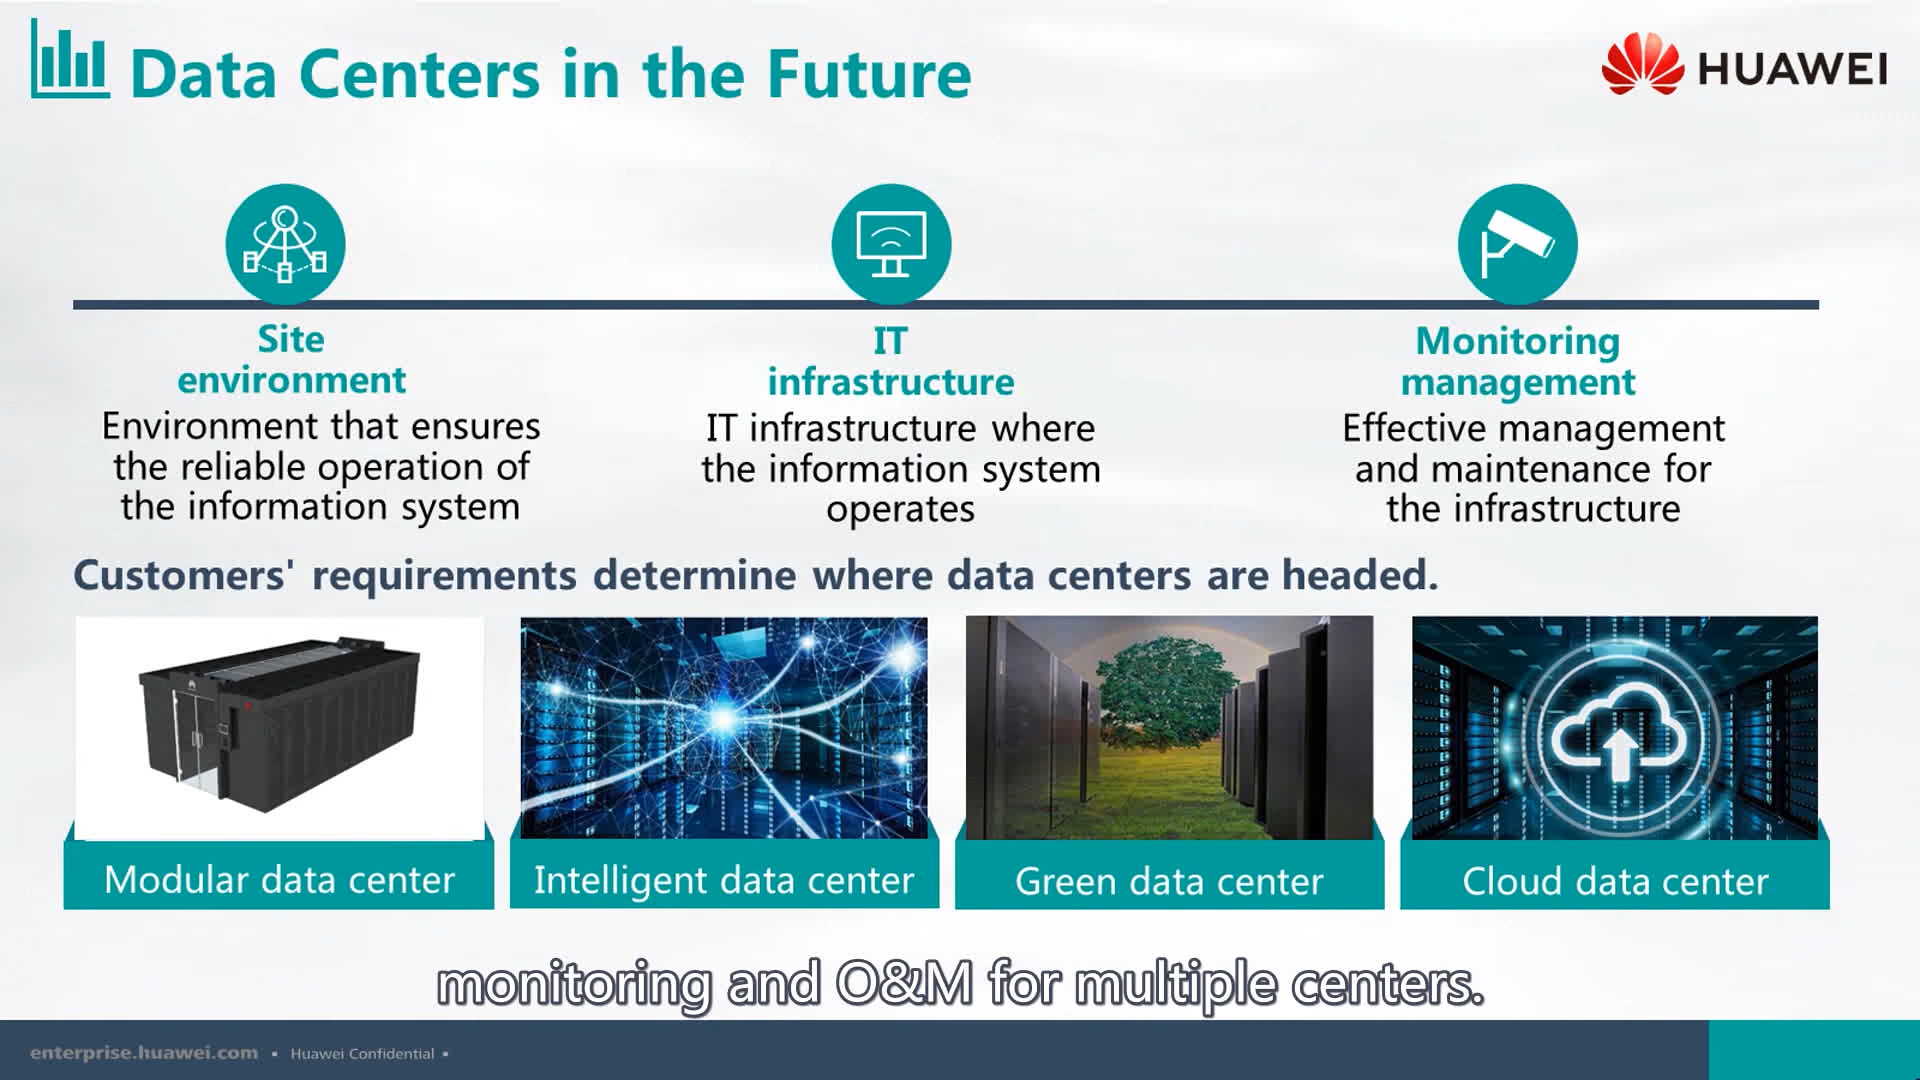 Data Centers in the Future
HUAWEI
Site
environment
Environment that ensures
the reliable operation of
the information system
IT
infrastructure
IT infrastructure where
the information system
operates
Monitoring
management
Effective management
and maintenance for
the infrastructure
Customers' requirements determine where data centers are headed.
Modular data center
Intelligent data center
Green data center
Cloud data center
monitoring and O&M for multiple centers.
enterprise.huawei.com ▪ Huawei Confidential ▪